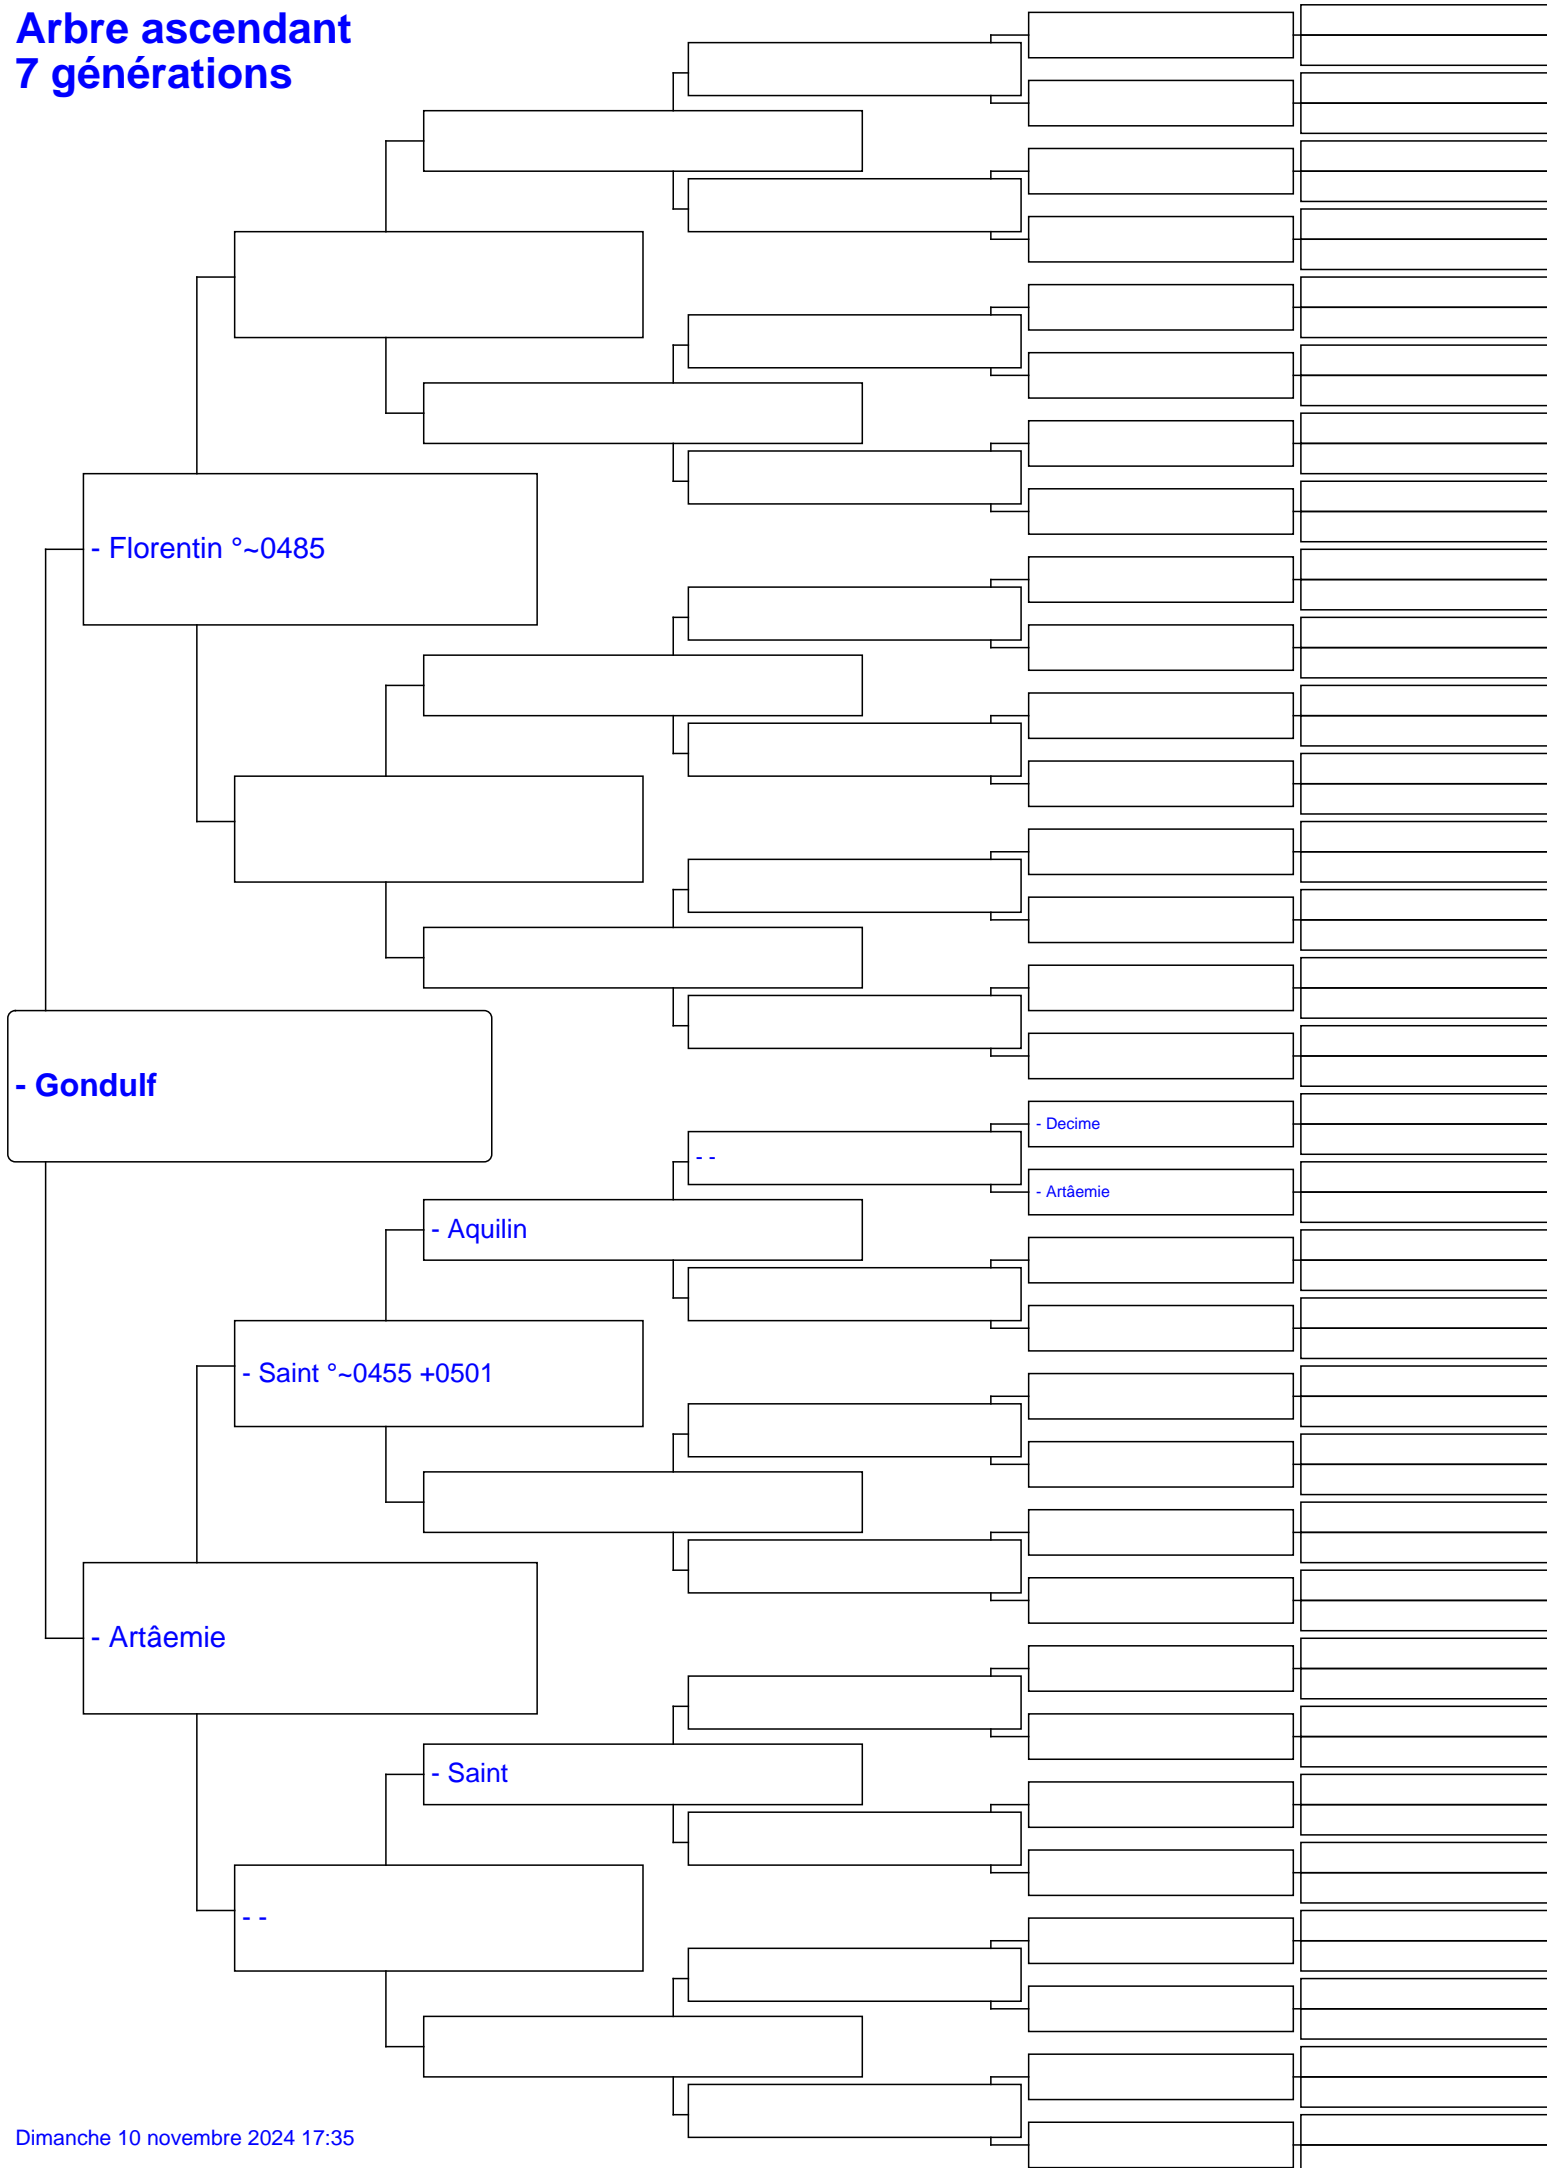 Arbre ascendant
7 générations
- Florentin °~0485
- Gondulf
- Decime
- -
- Artâemie
- Aquilin
- Saint °~0455 +0501
- Artâemie
- Saint
- -
Dimanche 10 novembre 2024 17:35